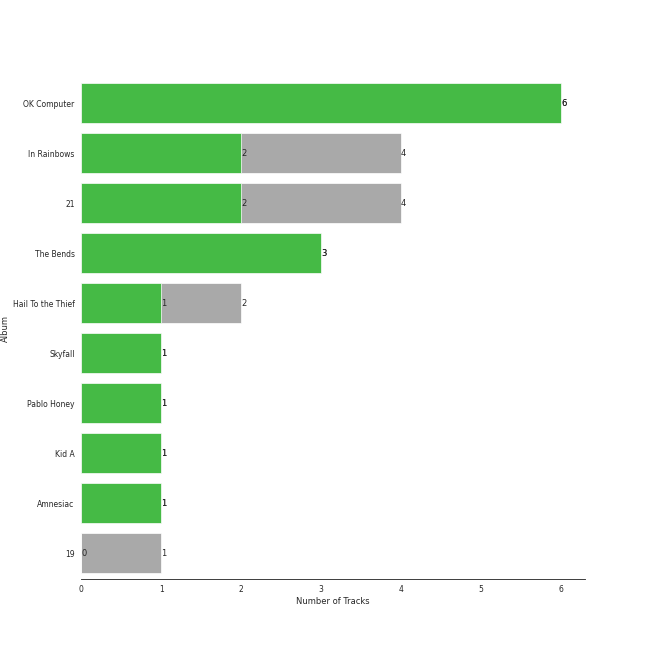 OK Computer 6
In Rainbows 2 4
21 2 4
The Bends 3
Hail To the Thief 1 2
Skyfall 1
Pablo Honey 1
Kid A 1
Amnesiac 1
19 0 1
Album
0 1 2 3 4 5 6
Number of Tracks